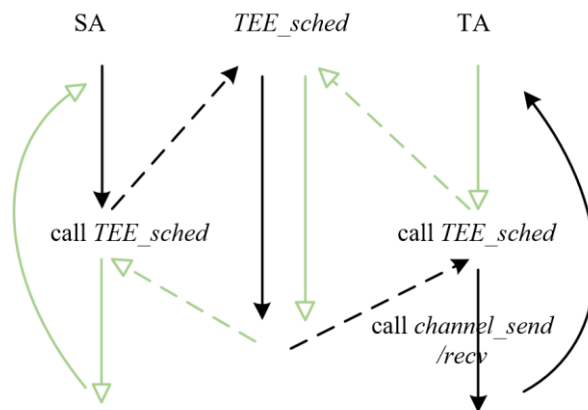 SA
TEE_sched
TA
call TEE_sched
call TEE_sched
call channel_send
/recv